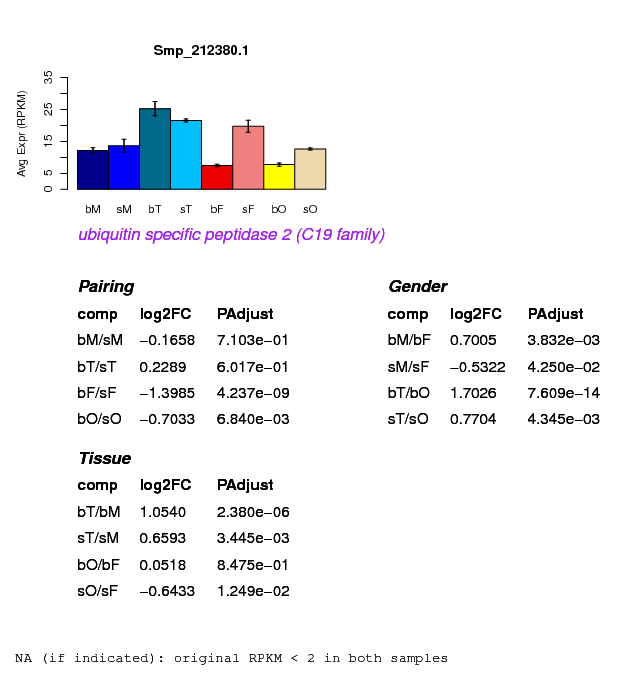 Smp_212380.1
Avg Expr (RPKM)
0 5 15 25 35
bM sM bT sT bF sF bO sO
ubiquitin specific peptidase 2 (C19 family)
Pairing
comp log2FC PAdjust
bM/sM −0.1658 7.103e−01
bT/sT 0.2289 6.017e−01
bF/sF −1.3985 4.237e−09
bO/sO −0.7033 6.840e−03
Gender
comp log2FC PAdjust
bM/bF 0.7005 3.832e−03
sM/sF −0.5322 4.250e−02
bT/bO 1.7026 7.609e−14
sT/sO 0.7704 4.345e−03
Tissue
comp log2FC PAdjust
bT/bM 1.0540 2.380e−06
sT/sM 0.6593 3.445e−03
bO/bF 0.0518 8.475e−01
sO/sF −0.6433 1.249e−02
NA (if indicated): original RPKM < 2 in both samples